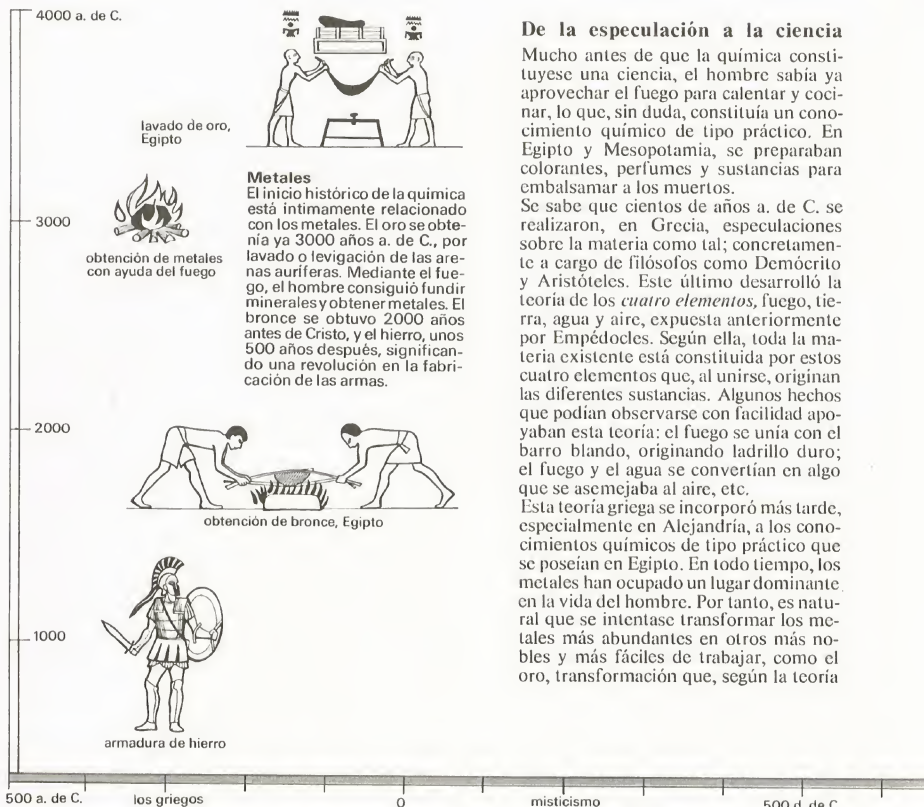 4000 a. de C.
lavado de oro,
Egipto
3000
obtención de metales
con ayuda del fuego
Metales
El inicio histórico de la química
está intimamente relacionado
con los metales. El oro se obte-
nía ya 3000 años a. de C., por
lavado o levigación de las are-
nas auríferas. Mediante el fue-
go, el hombre consiguió fundir
minerales y obtener metales. El
bronce se obtuvo 2000 años
antes de Cristo, y el hierro, unos
500 años después, significan-
do una revolución en la fabri-
cación de las armas.
2000
obtención de bronce, Egipto
1000
armadura de hierro
De la especulación a la ciencia
Mucho antes de que la química consti-
tuyese una ciencia, el hombre sabía ya
aprovechar el fuego para calentar y coci-
nar, lo que, sin duda, constituía un cono-
cimiento químico de tipo práctico. En
Egipto y Mesopotamia, se preparaban
colorantes, perfumes y sustancias para
embalsamar a los muertos.
Se sabe que cientos de años a. de C. se
realizaron, en Grecia, especulaciones
sobre la materia como tal; concretamen-
te a cargo de filósofos como Demócrito
y Aristóteles. Este último desarrolló la
teoría de los cuatro elementos, fuego, tie-
rra, agua y aire, expuesta anteriormente
por Empédocles. Según ella, toda la ma-
teria existente está constituida por estos
cuatro elementos que, al unirse, originan
las diferentes sustancias. Algunos hechos
que podían observarse con facilidad apo-
yaban esta teoría: el fuego se unía con el
barro blando, originando ladrillo duro;
el fuego y el agua se convertían en algo
que se asemejaba al aire, etc.
Esta teoría griega se incorporó más tarde,
especialmente en Alejandría, a los cono-
cimientos químicos de tipo práctico que
se poseían en Egipto. En todo tiempo, los
metales han ocupado un lugar dominante
en la vida del hombre. Por tanto, es natu-
ral que se intentase transformar los me-
tales más abundantes en otros más no-
bles y más fáciles de trabajar, como el
oro, transformación que, según la teoría
500 a. de C.
los griegos
0
misticismo
500 d. de C.